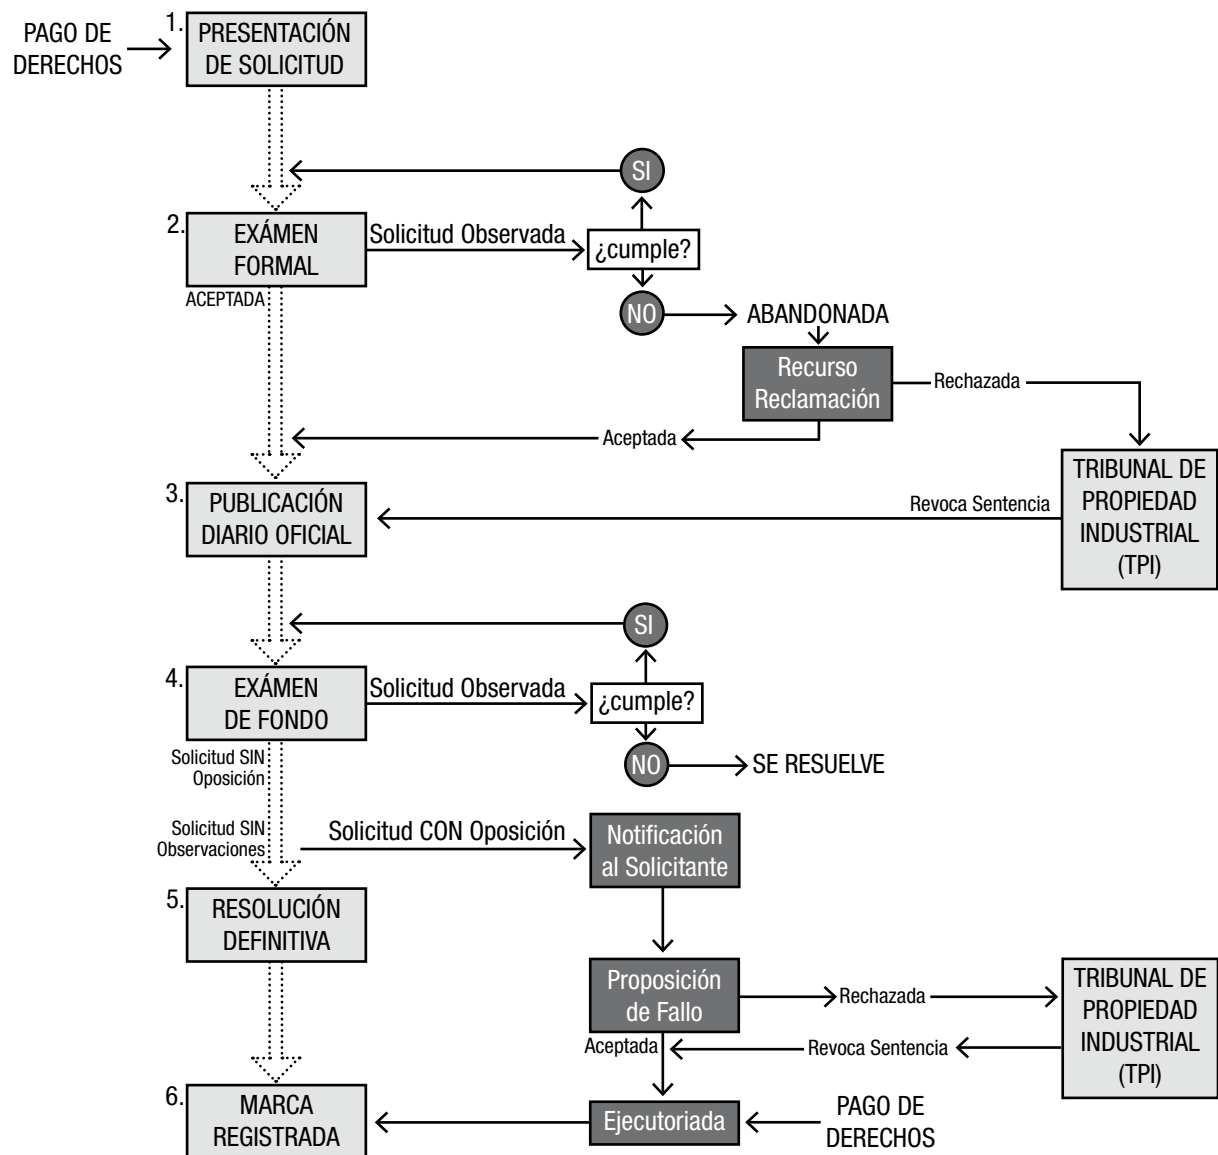 PAGO DE
DERECHOS
1.
PRESENTACIÓN
DE SOLICITUD
SI
2.
EXÁMEN
FORMAL
Solicitud Observada
¿cumple?
ACEPTADA
NO
ABANDONADA
Recurso
Reclamación
Rechazada
Aceptada
3.
PUBLICACIÓN
DIARIO OFICIAL
Revoca Sentencia
TRIBUNAL DE
PROPIEDAD
INDUSTRIAL
(TPI)
SI
4.
EXÁMEN
DE FONDO
Solicitud Observada
¿cumple?
NO
SE RESUELVE
Solicitud SIN
Oposición
Solicitud SIN
Observaciones
Solicitud CON Oposición
Notificación
al Solicitante
5.
RESOLUCIÓN
DEFINITIVA
Proposición
de Fallo
Rechazada
TRIBUNAL DE
PROPIEDAD
INDUSTRIAL
(TPI)
Aceptada
Revoca Sentencia
6.
MARCA
REGISTRADA
Ejecutoriada
PAGO DE
DERECHOS